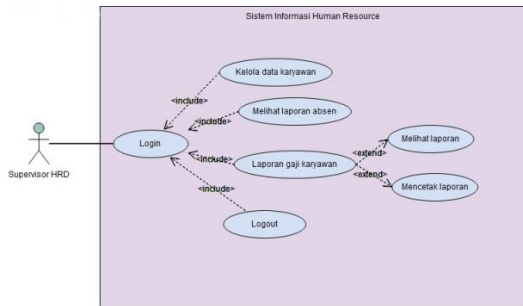 Sistem Informasi Human Resource
Kelola data karyawan
<include>
Melihat laporan absen
<include>
Login
<include>
Laporan gaji karyawan
<extend>
Melihat laporan
<extend>
Mencetak laporan
<include>
Logout
Supervisor HRD